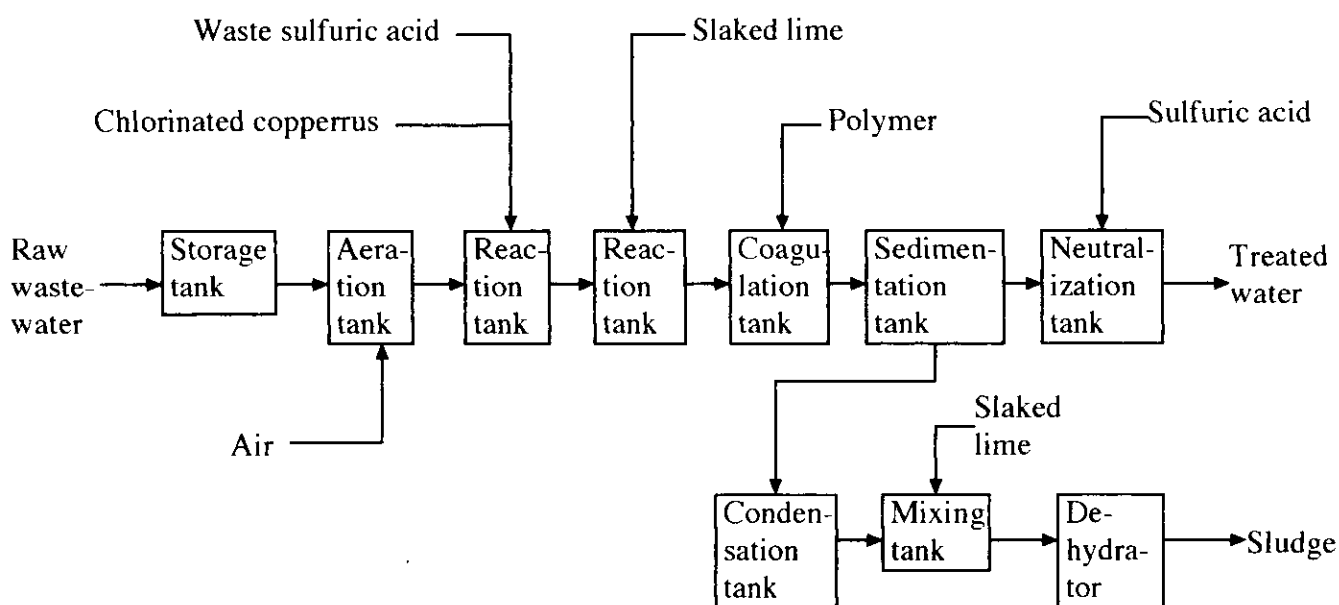 Waste sulfuric acid
Slaked lime
Chlorinated copperrus
Polymer
Sulfuric acid
Raw
waste-
water
Storage
tank
Aera-
tion
tank
Reac-
tion
tank
Reac-
tion
tank
Coagu-
lation
tank
Sedimen-
tation
tank
Neutral-
ization
tank
Treated
water
Air
Slaked
lime
Conden-
sation
tank
Mixing
tank
De-
hydra-
tor
Sludge